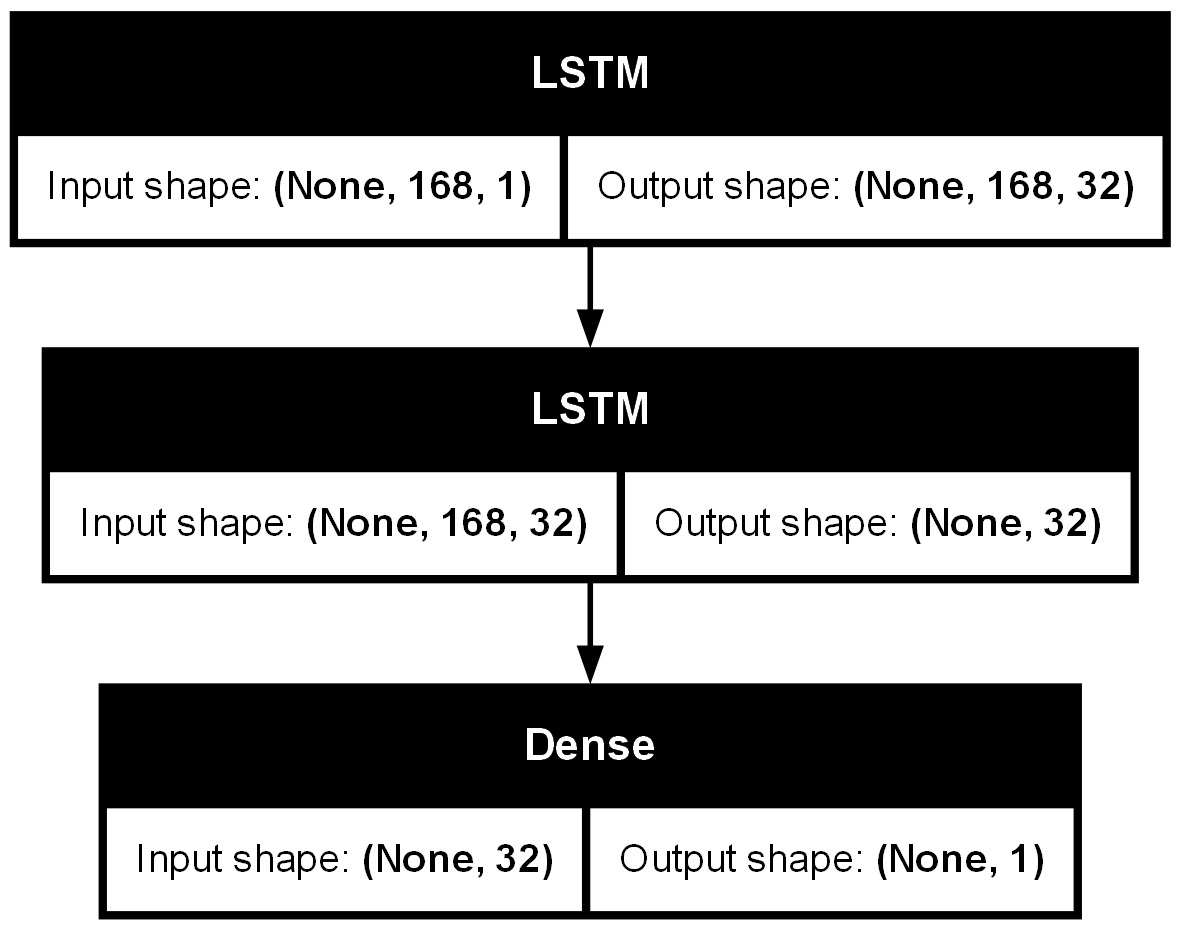 LSTM
Input shape: (None, 168, 1) Output shape: (None, 168, 32)
LSTM
Input shape: (None, 168, 32) Output shape: (None, 32)
Dense
Input shape: (None, 32) Output shape: (None, 1)